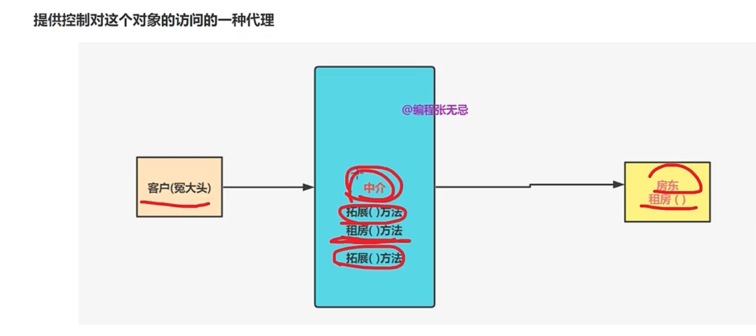 提供控制对这个对象的访问的一种代理
@编程张无忌
客户(冤大头)
中介
拓展( )方法
租房( )方法
拓展( )方法
房东
租房 ( )